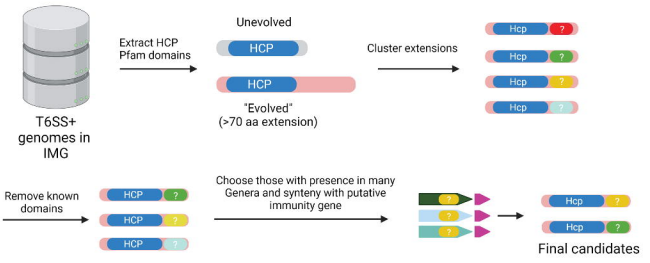 Unevolved
HCP
Extract HCP
Pfam domains
HCP
"Evolved"
(>70 aa extension)
Cluster extensions
Hcp ?
Hcp ?
Hcp ?
Hcp ?
T6SS+
genomes in
IMG
Remove known
domains
HCP ?
HCP ?
HCP ?
Choose those with presence in many
Genera and synteny with putative
immunity gene
?
?
?
Hcp ?
Hcp ?
Final candidates